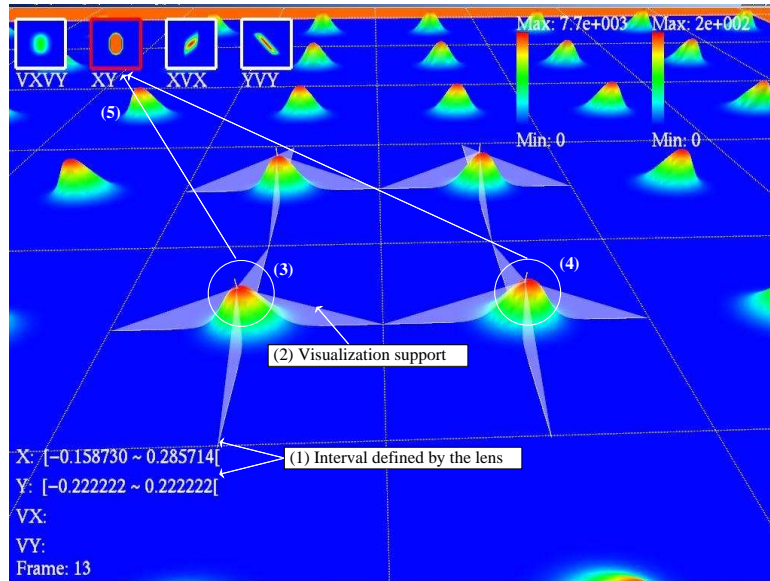 Max: 7.7e+003 Max: 2e+002
VXVY XY XVX YVY
(5)
Min: 0 Min: 0
(3)
(4)
(2) Visualization support
X: [−0.158730 ~ 0.285714[
(1) Interval defined by the lens
Y: [−0.222222 ~ 0.222222[
VX:
VY:
Frame: 13